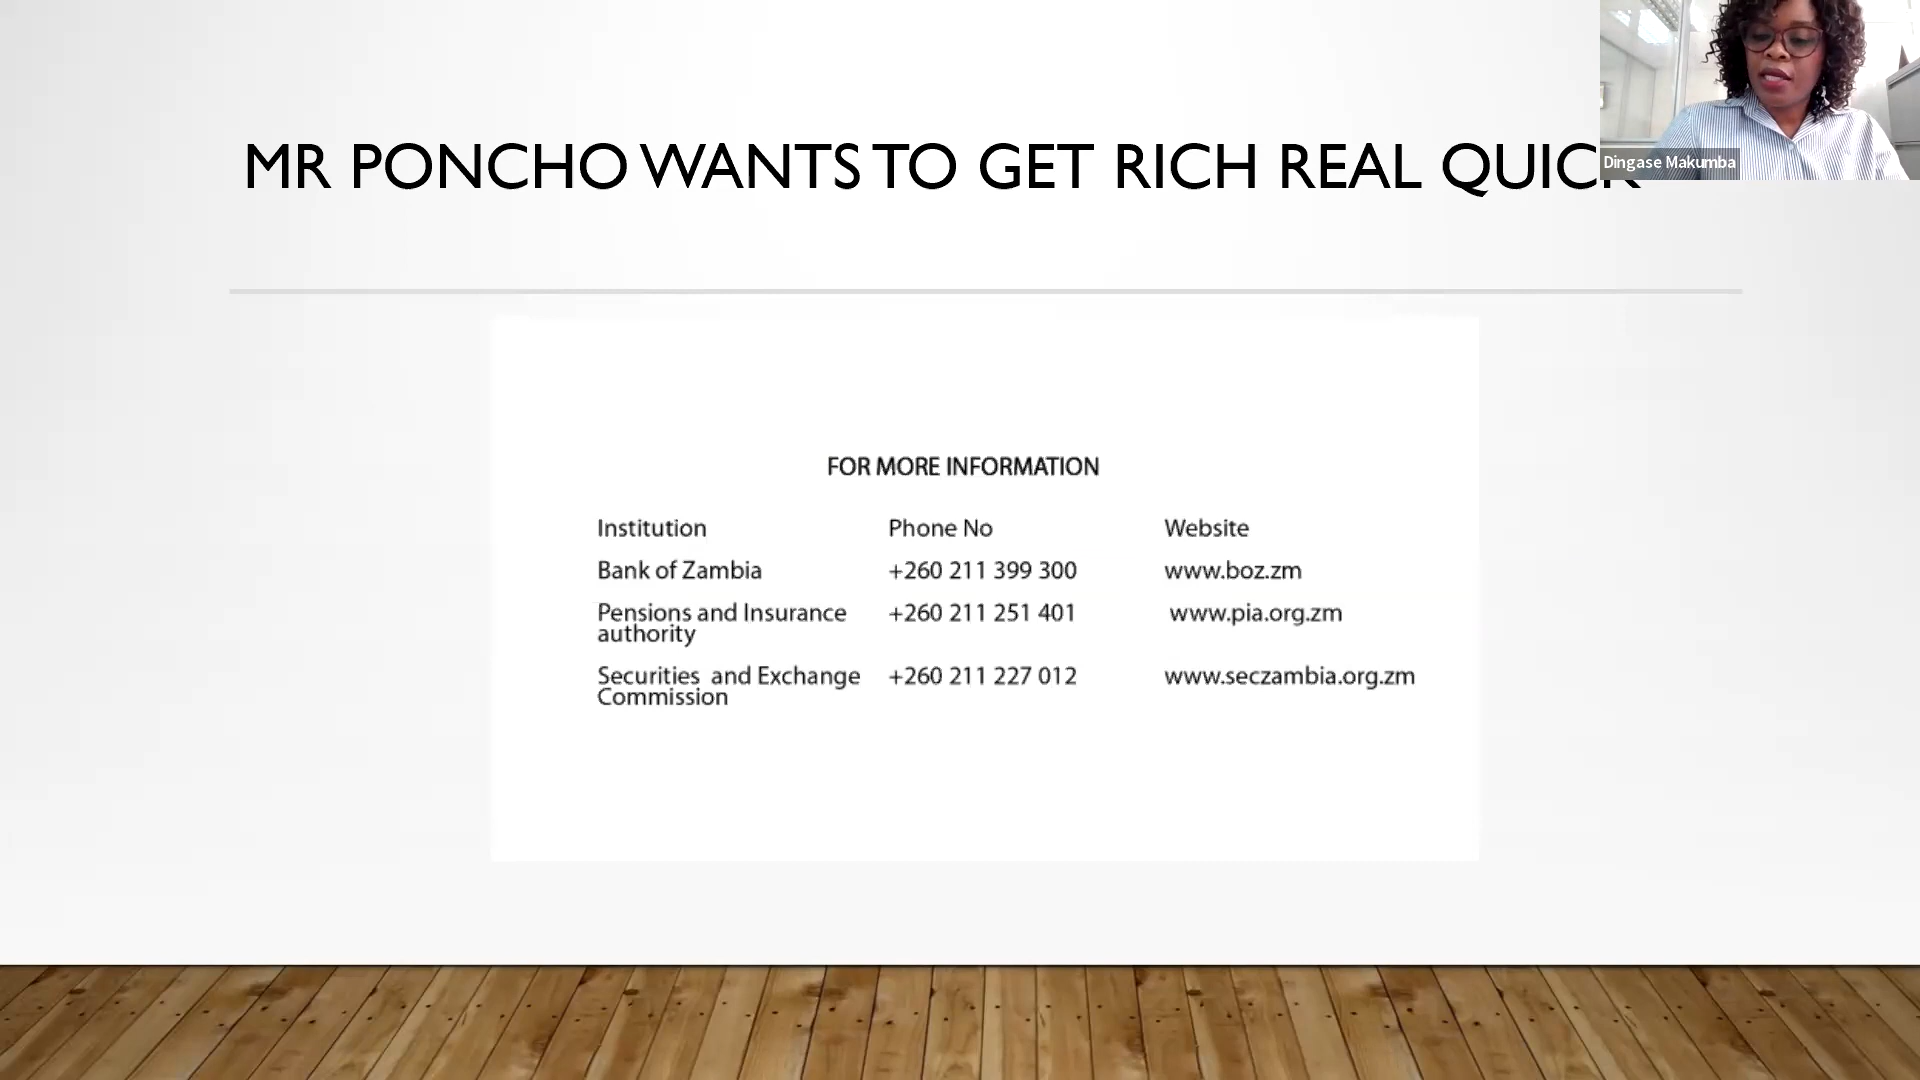 MR PONCHO WANTS TO GET RICH REAL QUICK
Dingase Makumba
FOR MORE INFORMATION
Institution Phone No Website
Bank of Zambia +260 211 399 300 www.boz.zm
Pensions and Insurance authority +260 211 251 401 www.pia.org.zm
Securities and Exchange Commission +260 211 227 012 www.seczambia.org.zm